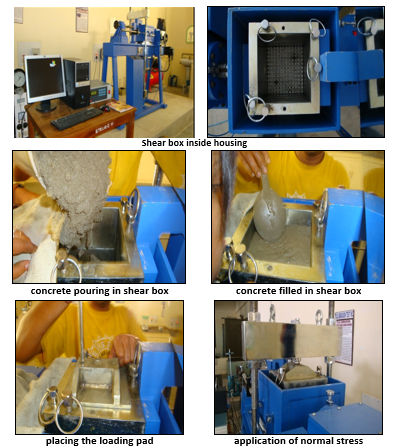 Shear box inside housing
concrete pouring in shear box
concrete filled in shear box
placing the loading pad
application of normal stress